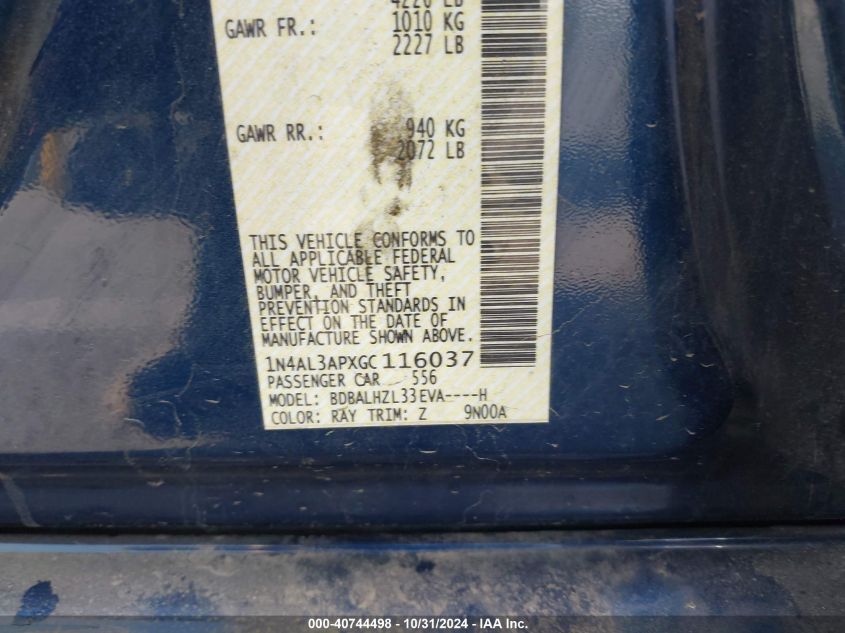 4226 LB
GAWR FR.: 1010 KG
2227 LB
GAWR RR.: 940 KG
2072 LB
THIS VEHICLE CONFORMS TO
ALL APPLICABLE FEDERAL
MOTOR VEHICLE SAFETY,
BUMPER, AND THEFT
PREVENTION STANDARDS IN
EFFECT ON THE DATE OF
MANUFACTURE SHOWN ABOVE.
1N4AL3APXGC116037
PASSENGER CAR 556
MODEL: BDBALHZL33EVA----H
COLOR: RAY TRIM: Z 9N00A
000-40744498 - 10/31/2024 - IAA Inc.